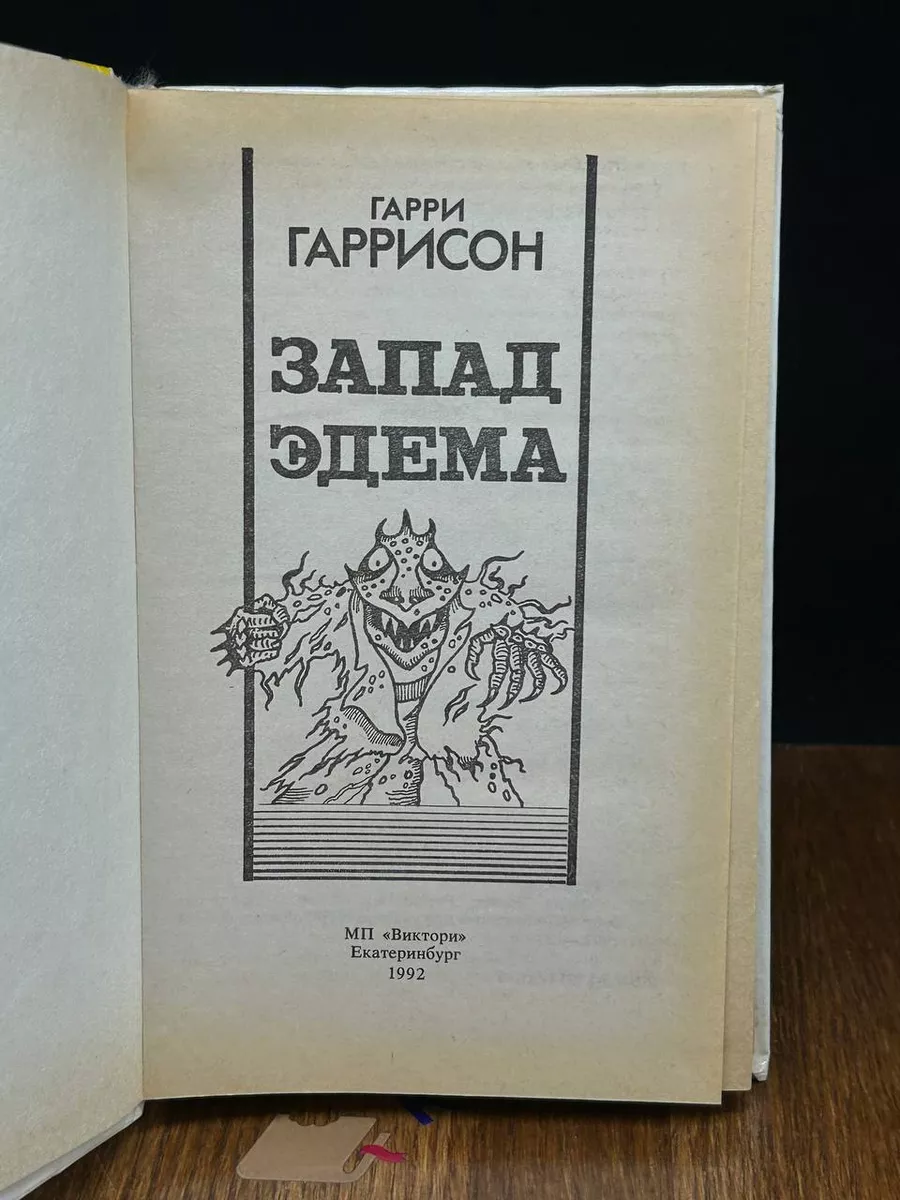 ГАРРИ
ГАРРИСОН
ЗАПАД
ЭДЕМА
МП «Виктори»
Екатеринбург
1992